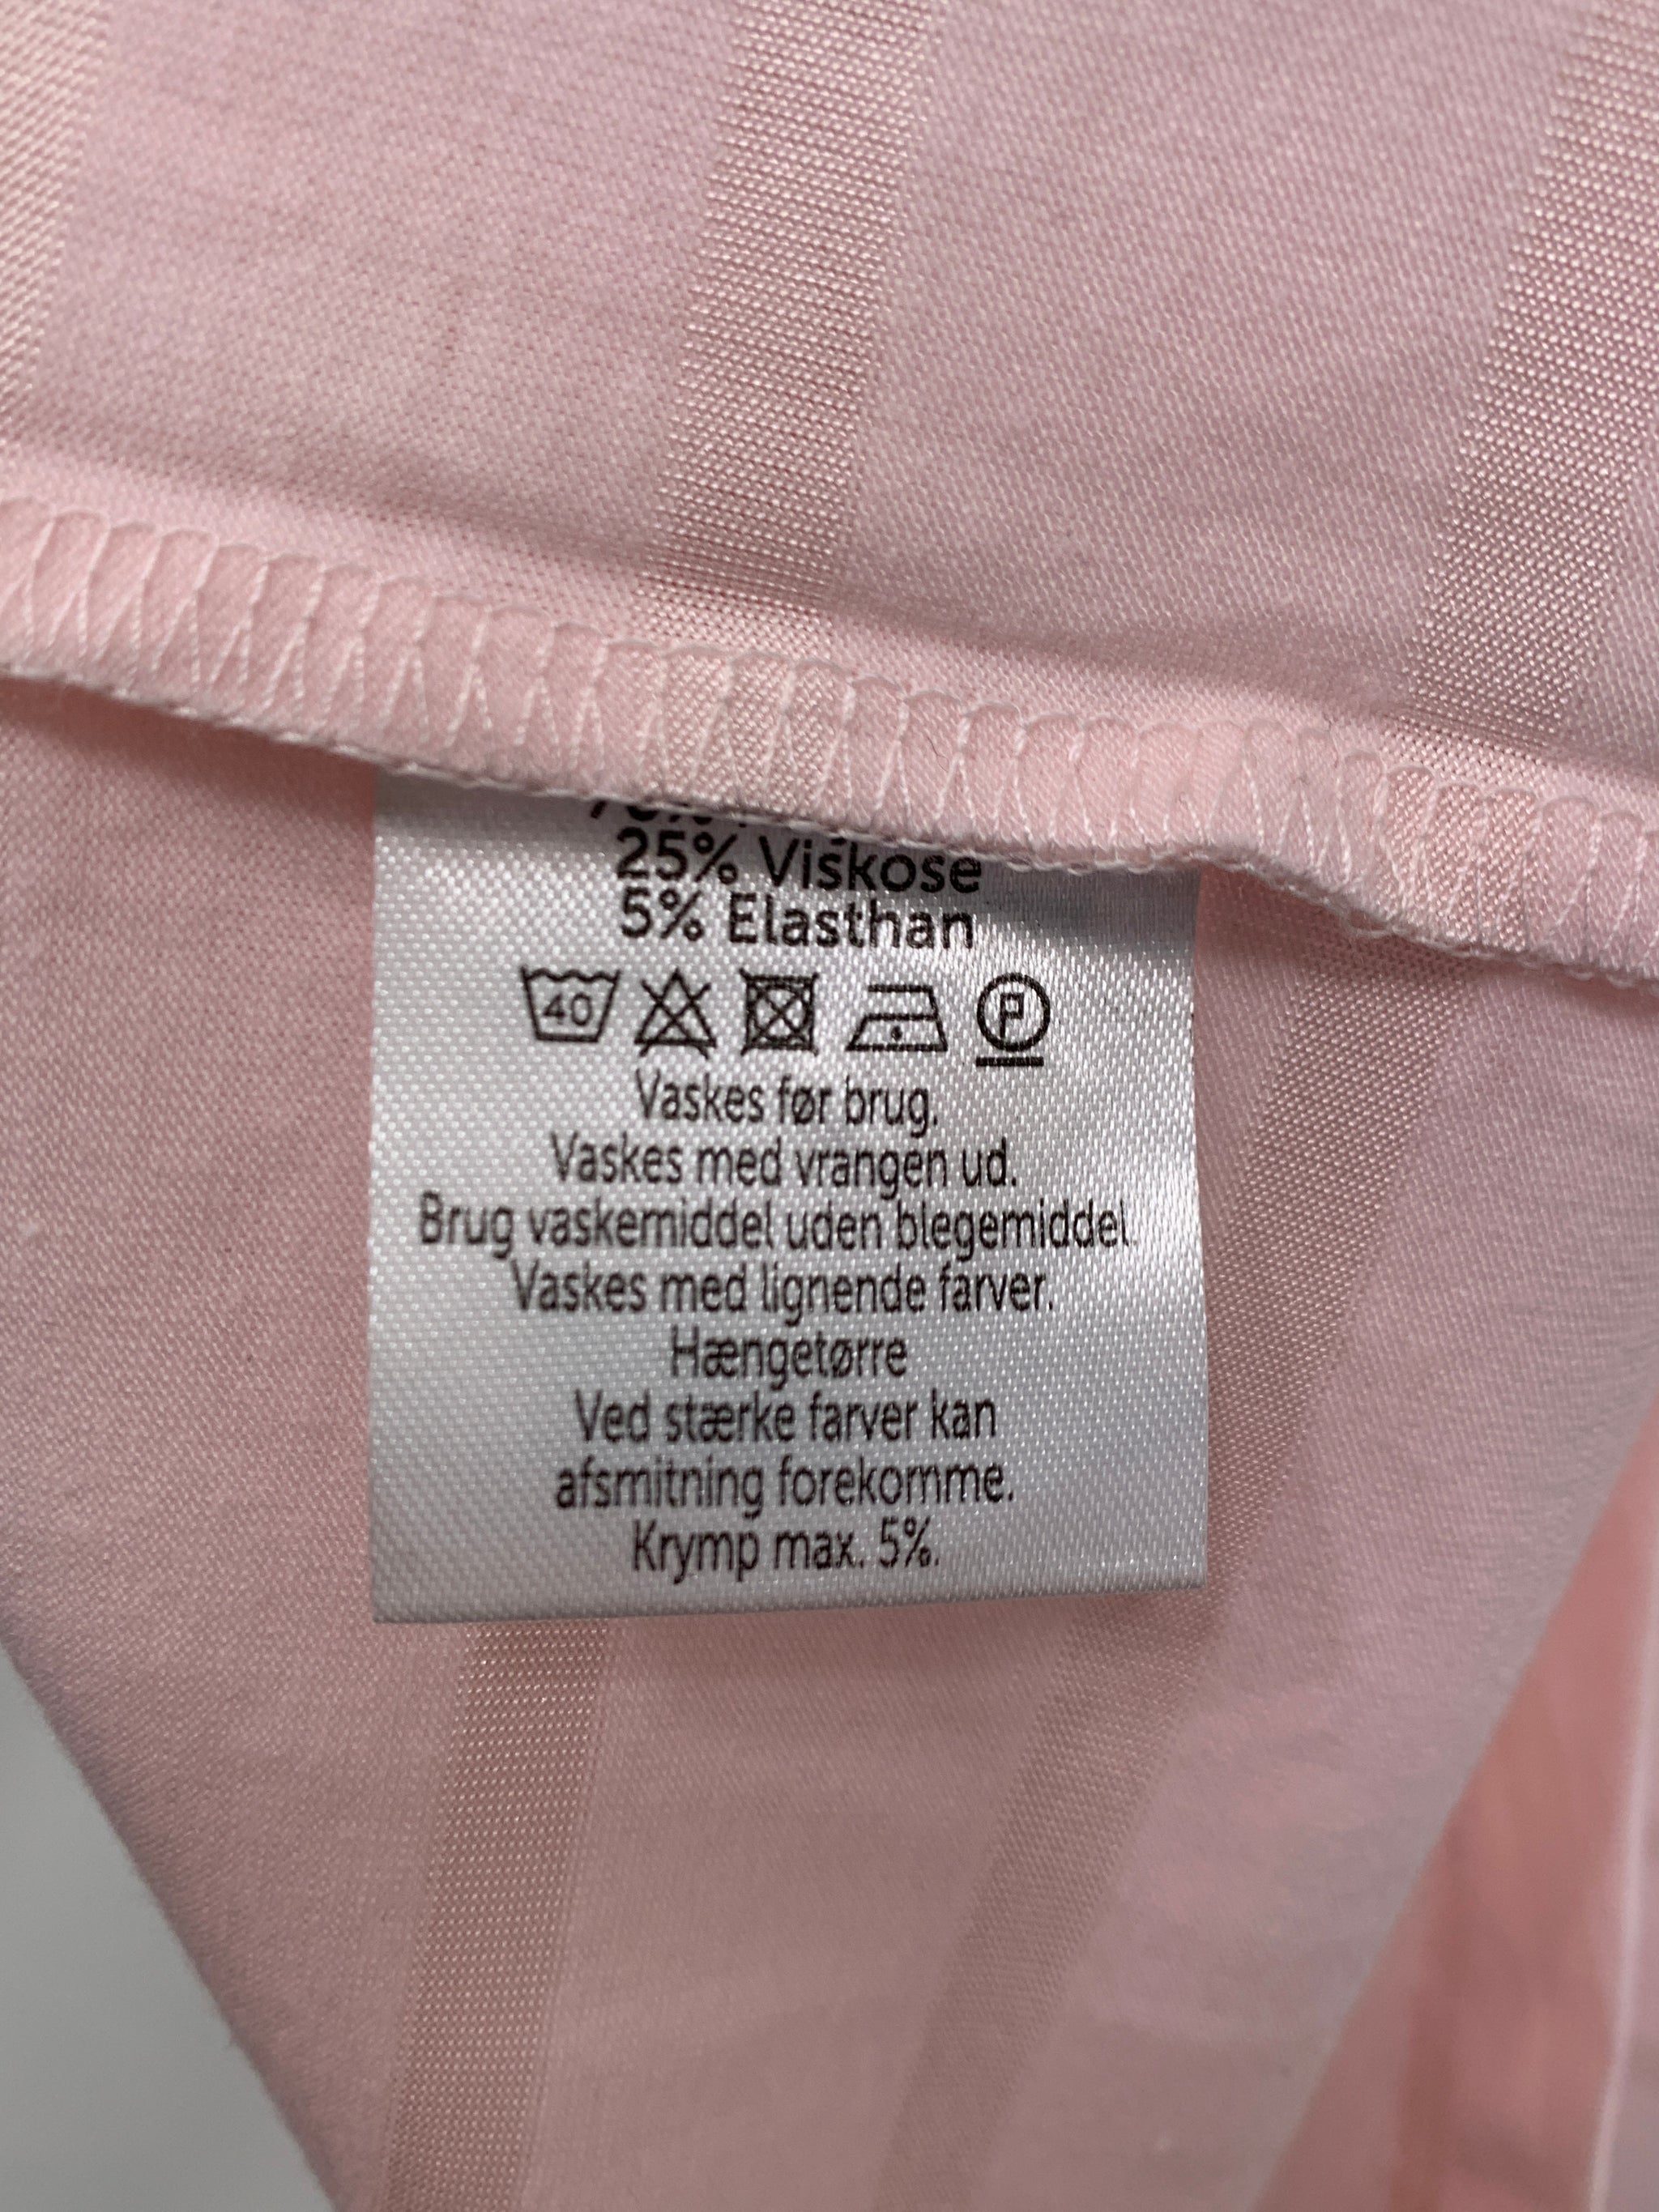 25% Viskose
5% Elasthan
40 P
Vaskes før brug.
Vaskes med vrangen ud.
Brug vaskemiddel uden blegemiddel.
Vaskes med lignende farver.
Hængetørre
Ved stærke farver kan
afsmitning forekomme.
Krymp max. 5%.